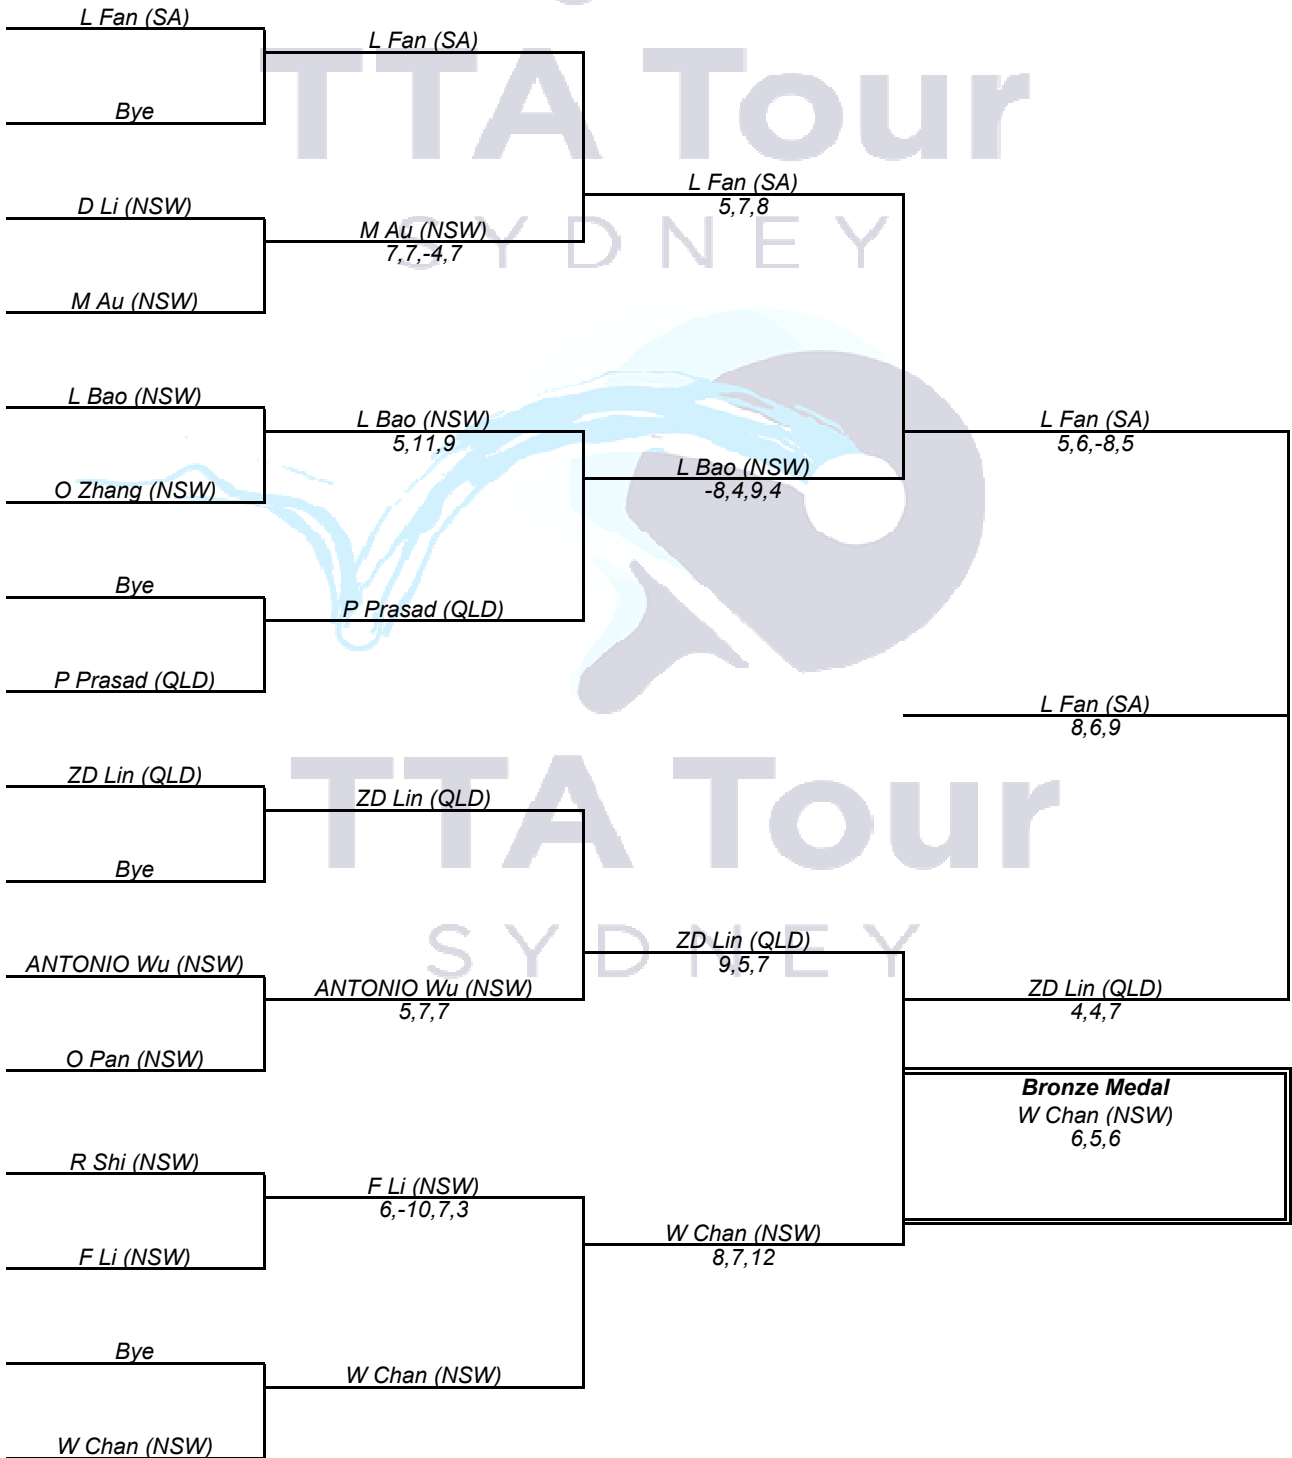 L Fan (SA)
L Fan (SA)
TTA Tour
Bye
L Fan (SA)
5,7,8
D Li (NSW)
M Au (NSW)
7,7,-4,7
SYDNEY
M Au (NSW)
L Bao (NSW)
L Bao (NSW)
5,11,9
L Fan (SA)
5,6,-8,5
L Bao (NSW)
-8,4,9,4
O Zhang (NSW)
Bye
P Prasad (QLD)
P Prasad (QLD)
L Fan (SA)
8,6,9
ZD Lin (QLD)
ZD Lin (QLD)
TTA Tour
Bye
ZD Lin (QLD)
9,5,7
SYDNEY
ANTONIO Wu (NSW)
ANTONIO Wu (NSW)
5,7,7
ZD Lin (QLD)
4,4,7
O Pan (NSW)
Bronze Medal
W Chan (NSW)
6,5,6
R Shi (NSW)
F Li (NSW)
6,-10,7,3
W Chan (NSW)
8,7,12
F Li (NSW)
Bye
W Chan (NSW)
W Chan (NSW)